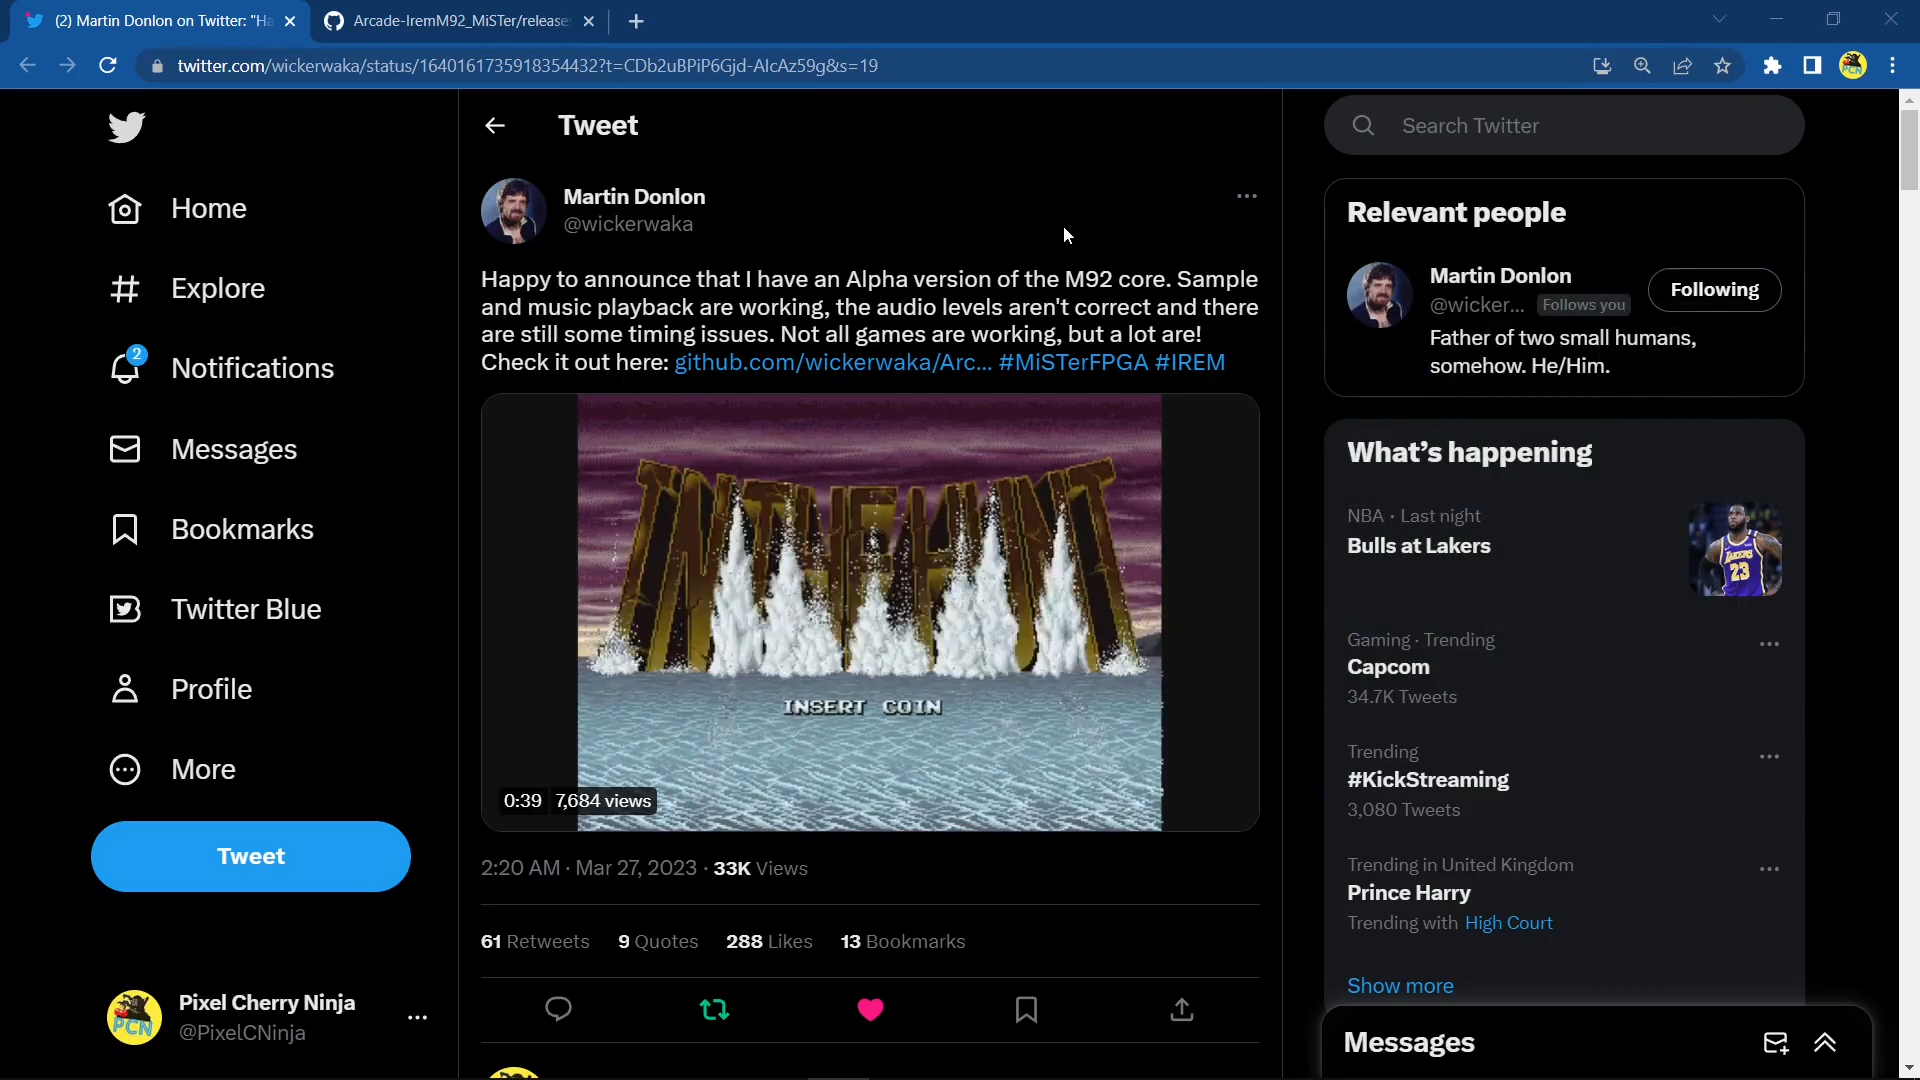 (2) Martin Donlon on Twitter: "Ha
Arcade-IremM92_MiSTer/release
twitter.com/wickerwaka/status/1640161735918354432?t=CDb2uBPiP6Gjd-AlcAz59g&s=19
Home
Explore
2
Notifications
Messages
Bookmarks
Twitter Blue
Profile
More
Tweet
PCN
Pixel Cherry Ninja
@PixelCNinja
Tweet
Martin Donlon
@wickerwaka
Happy to announce that I have an Alpha version of the M92 core. Sample
and music playback are working, the audio levels aren't correct and there
are still some timing issues. Not all games are working, but a lot are!
Check it out here: github.com/wickerwaka/Arc... #MiSTerFPGA #IREM
IN THE HUNT
INSERT COIN
0:39 7,684 views
2:20 AM · Mar 27, 2023 · 33K Views
61 Retweets 9 Quotes 288 Likes 13 Bookmarks
Search Twitter
Relevant people
Martin Donlon
@wicker... Follows you
Following
Father of two small humans,
somehow. He/Him.
What's happening
NBA · Last night
Bulls at Lakers
LAKERS
23
Gaming · Trending
Capcom
34.7K Tweets
Trending
#KickStreaming
3,080 Tweets
Trending in United Kingdom
Prince Harry
Trending with High Court
Show more
Messages